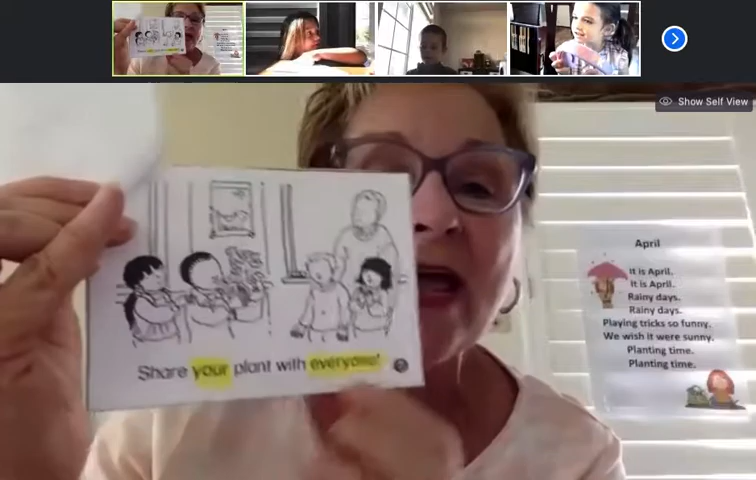 Show Self View
Share your plant with everyone!
April
It is April.
It is April.
Rainy days.
Rainy days.
Playing tricks so funny.
We wish it were sunny.
Planting time.
Planting time.